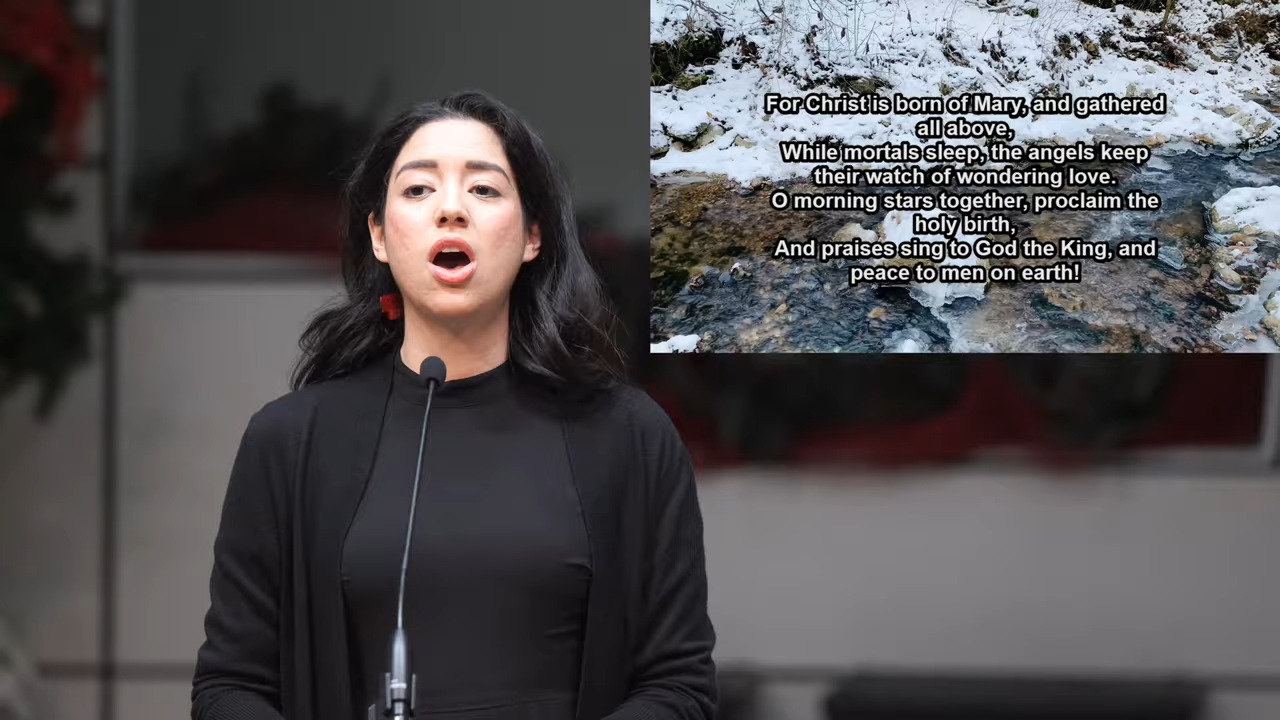 For Christ is born of Mary, and gathered
all above,
While mortals sleep, the angels keep
their watch of wondering love.
O morning stars together, proclaim the
holy birth,
And praises sing to God the King, and
peace to men on earth!